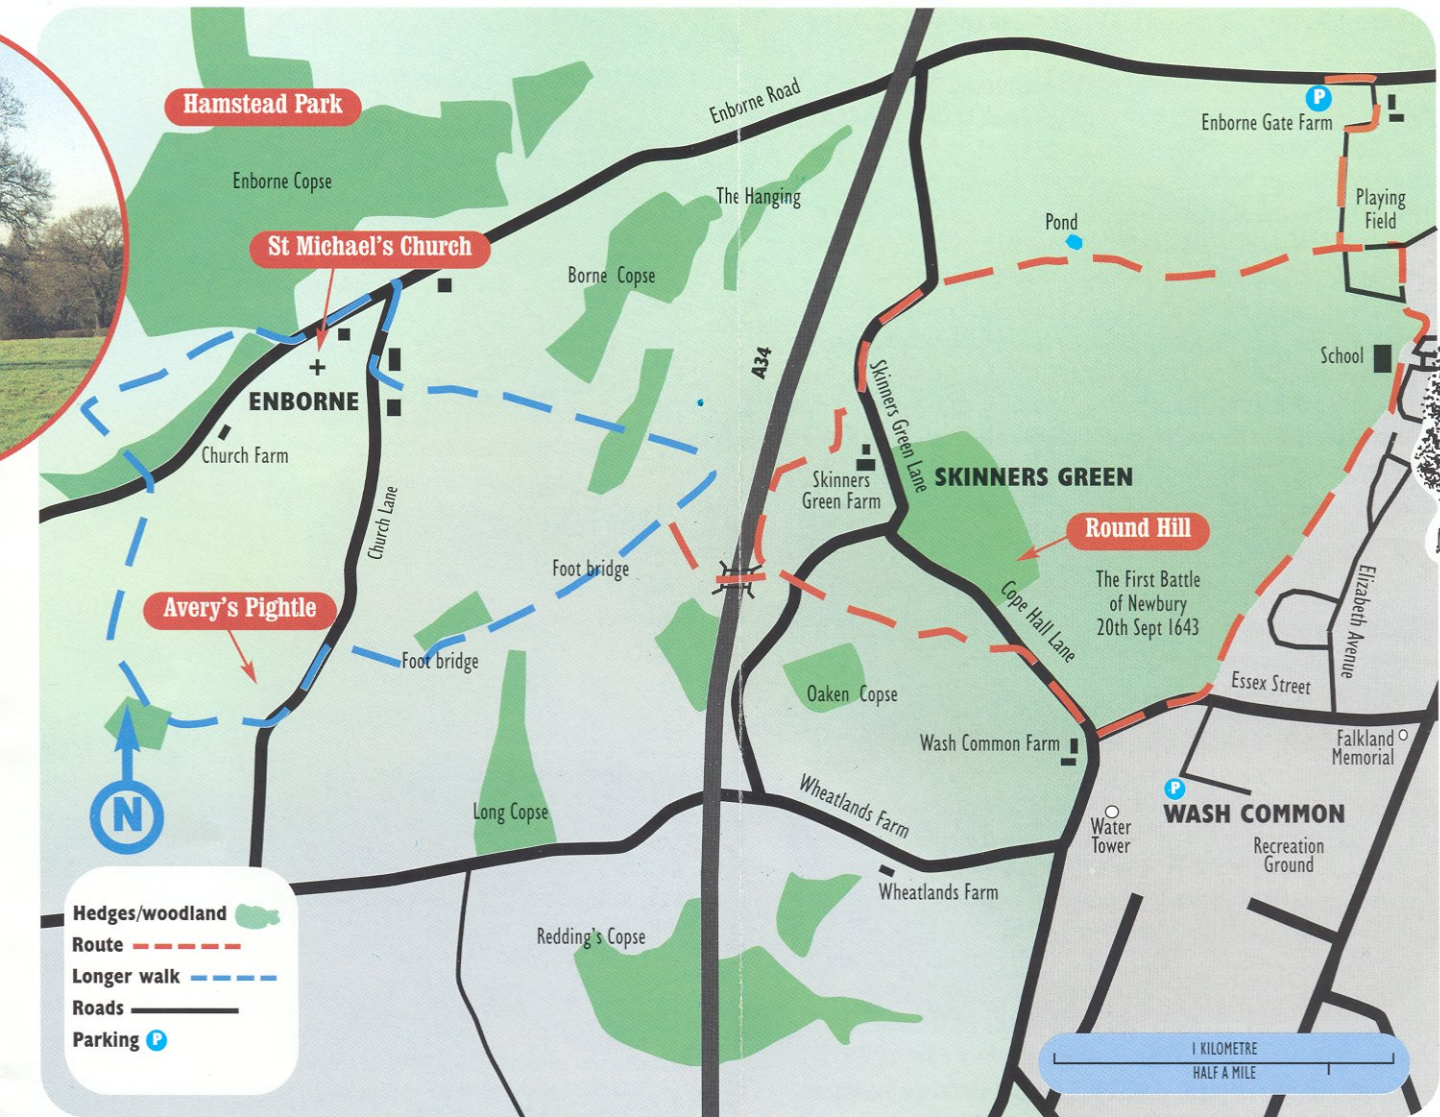 Hamstead Park
Enborne Copse
St Michael's Church
ENBORNE
Church Farm
Church Lane
Avery's Pightle
N
Enborne Road
The Hanging
Borne Copse
A34
Foot bridge
Foot bridge
Long Copse
Redding's Copse
P
Enborne Gate Farm
Playing
Field
Pond
School
Skinners Green Lane
Skinners
Green Farm
SKINNERS GREEN
Round Hill
The First Battle
of Newbury
20th Sept 1643
Cope Hall Lane
Oaken Copse
Wash Common Farm
Wheatlands Farm
Wheatlands Farm
Elizabeth Avenue
Essex Street
Falkland
Memorial
P
WASH COMMON
Water
Tower
Recreation
Ground
Hedges/woodland
Route
Longer walk
Roads
Parking P
1 KILOMETRE
HALF A MILE